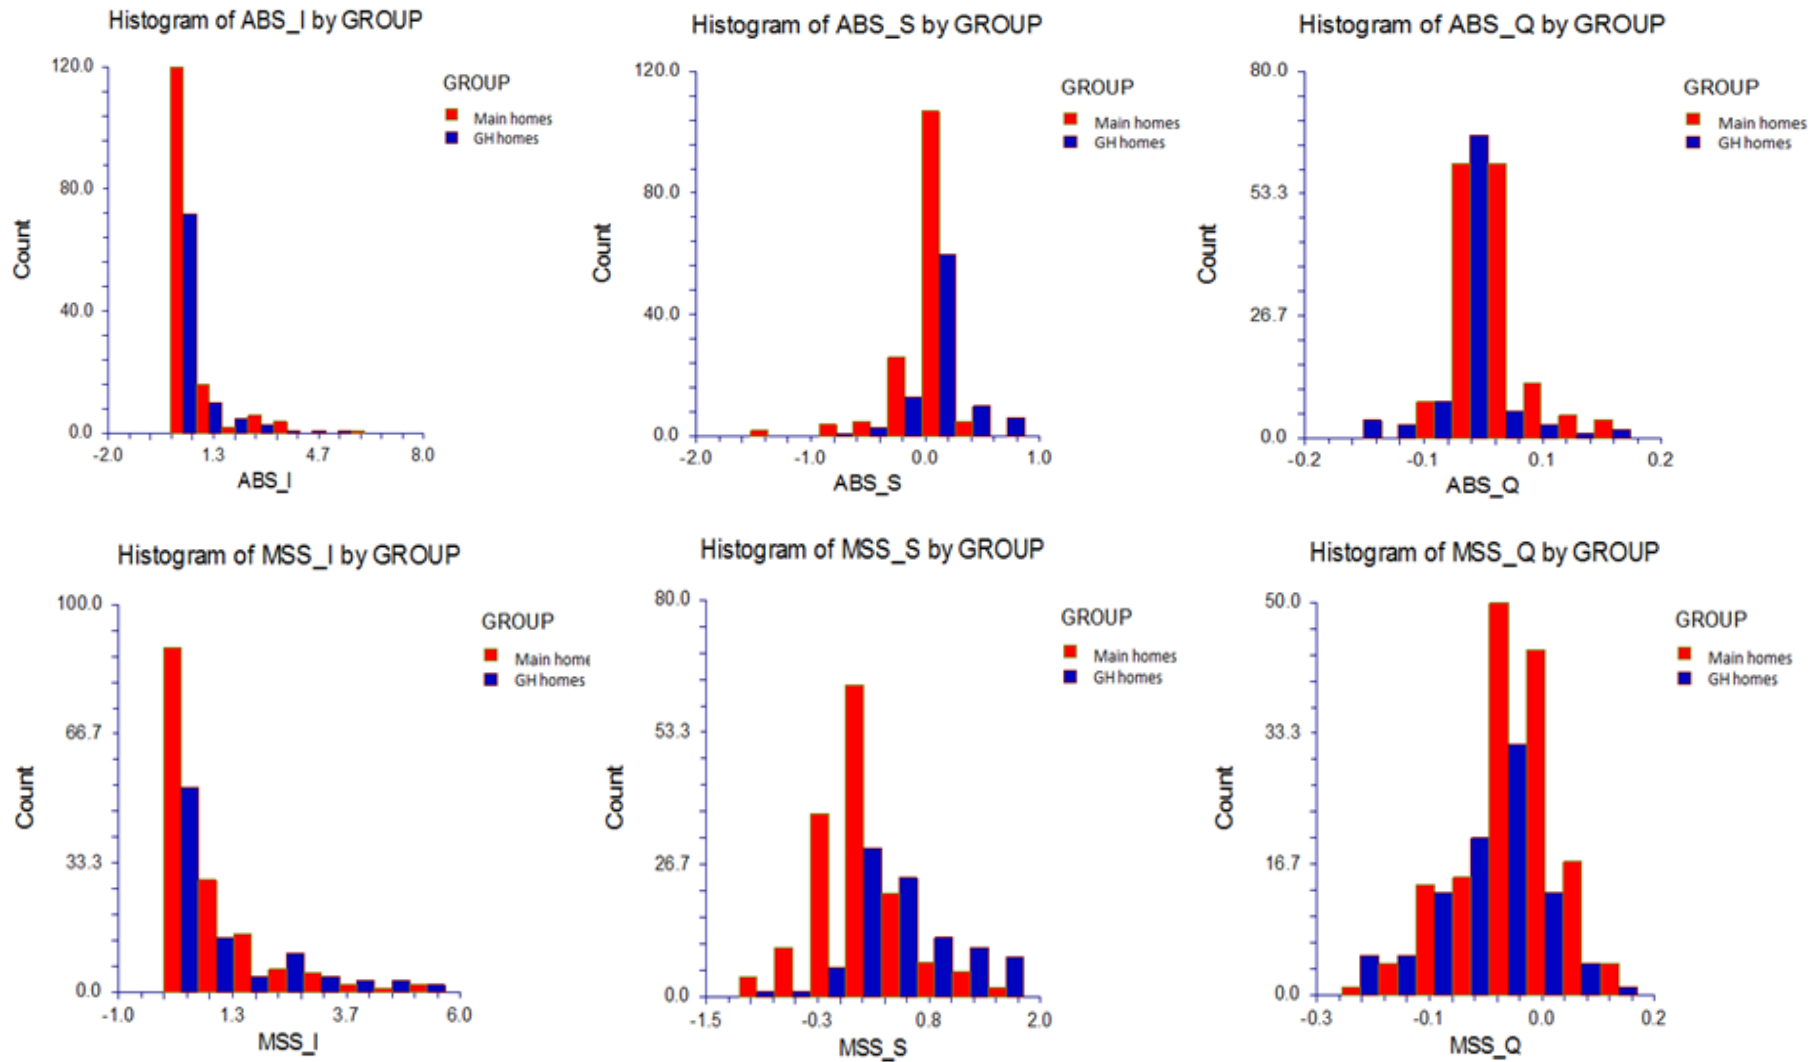 Histogram of ABS_I by GROUP
120.0
80.0
40.0
0.0
Count
-2.0 1.3 4.7 8.0
ABS_I
GROUP
Main homes
GH homes
Histogram of ABS_S by GROUP
120.0
80.0
40.0
0.0
Count
-2.0 -1.0 0.0 1.0
ABS_S
GROUP
Main homes
GH homes
Histogram of ABS_Q by GROUP
80.0
53.3
26.7
0.0
Count
-0.2 -0.1 0.1 0.2
ABS_Q
GROUP
Main homes
GH homes
Histogram of MSS_I by GROUP
100.0
66.7
33.3
0.0
Count
-1.0 1.3 3.7 6.0
MSS_I
GROUP
Main home
GH homes
Histogram of MSS_S by GROUP
80.0
53.3
26.7
0.0
Count
-1.5 -0.3 0.8 2.0
MSS_S
GROUP
Main homes
GH homes
Histogram of MSS_Q by GROUP
50.0
33.3
16.7
0.0
Count
-0.3 -0.1 0.0 0.2
MSS_Q
GROUP
Main homes
GH homes